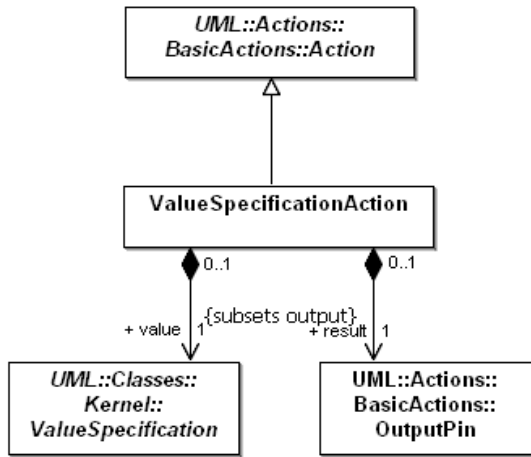 UML::Actions::
BasicActions::Action
ValueSpecificationAction
0..1
0..1
{subsets output}
+ value
1
+ result
1
UML::Classes::
Kernel::
ValueSpecification
UML::Actions::
BasicActions::
OutputPin